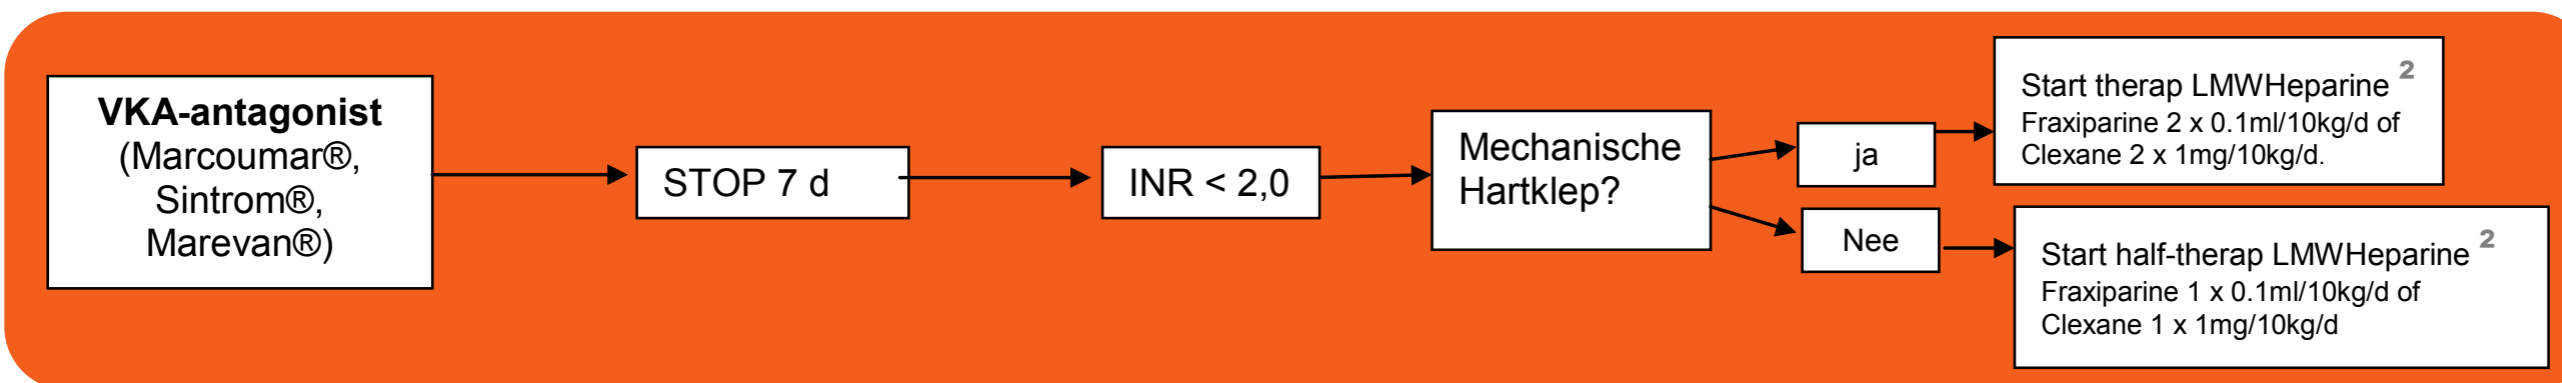 VKA-antagonist
(Marcoumar®,
Sintrom®,
Marevan®)
STOP 7 d
INR < 2,0
Mechanische
Hartklep?
ja
Start therap LMWHeparine 2
Fraxiparine 2 x 0.1ml/10kg/d of
Clexane 2 x 1mg/10kg/d.
Nee
Start half-therap LMWHeparine 2
Fraxiparine 1 x 0.1ml/10kg/d of
Clexane 1 x 1mg/10kg/d